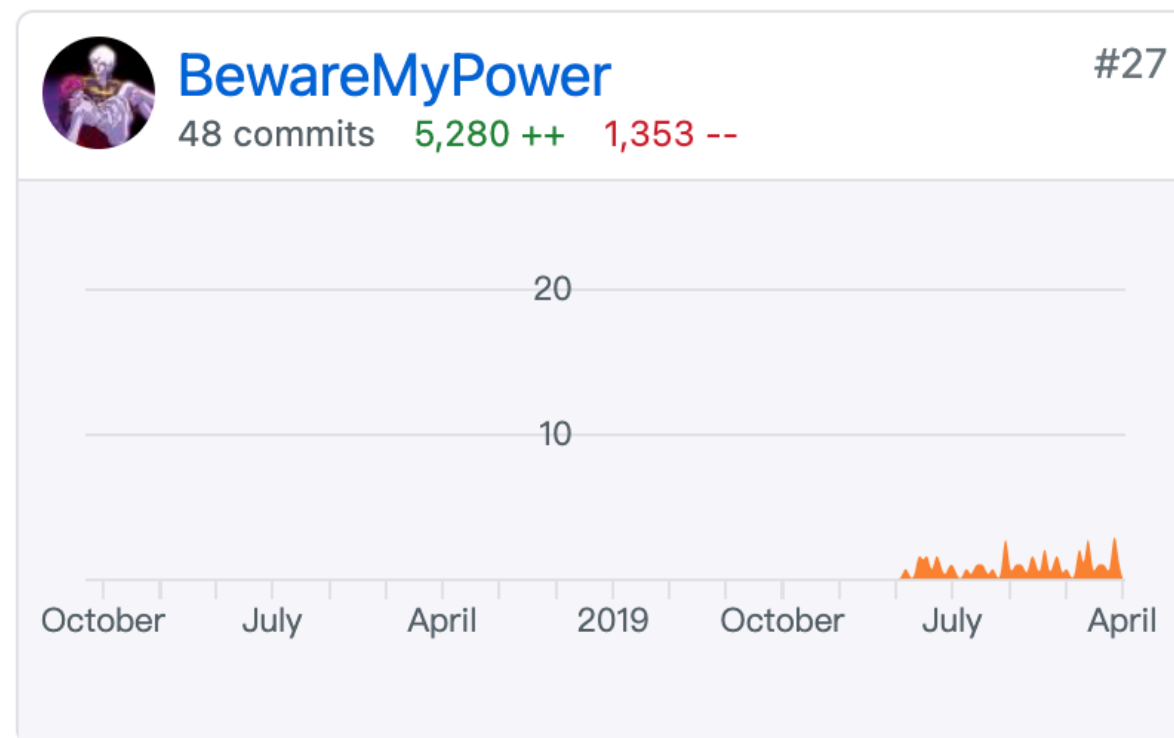 BewareMyPower
#27
48 commits 5,280 ++ 1,353 --
20
10
October July April 2019 October July April